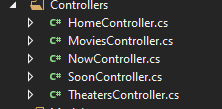 Controllers
C# HomeController.cs
C# MoviesController.cs
C# NowController.cs
C# SoonController.cs
C# TheatersController.cs